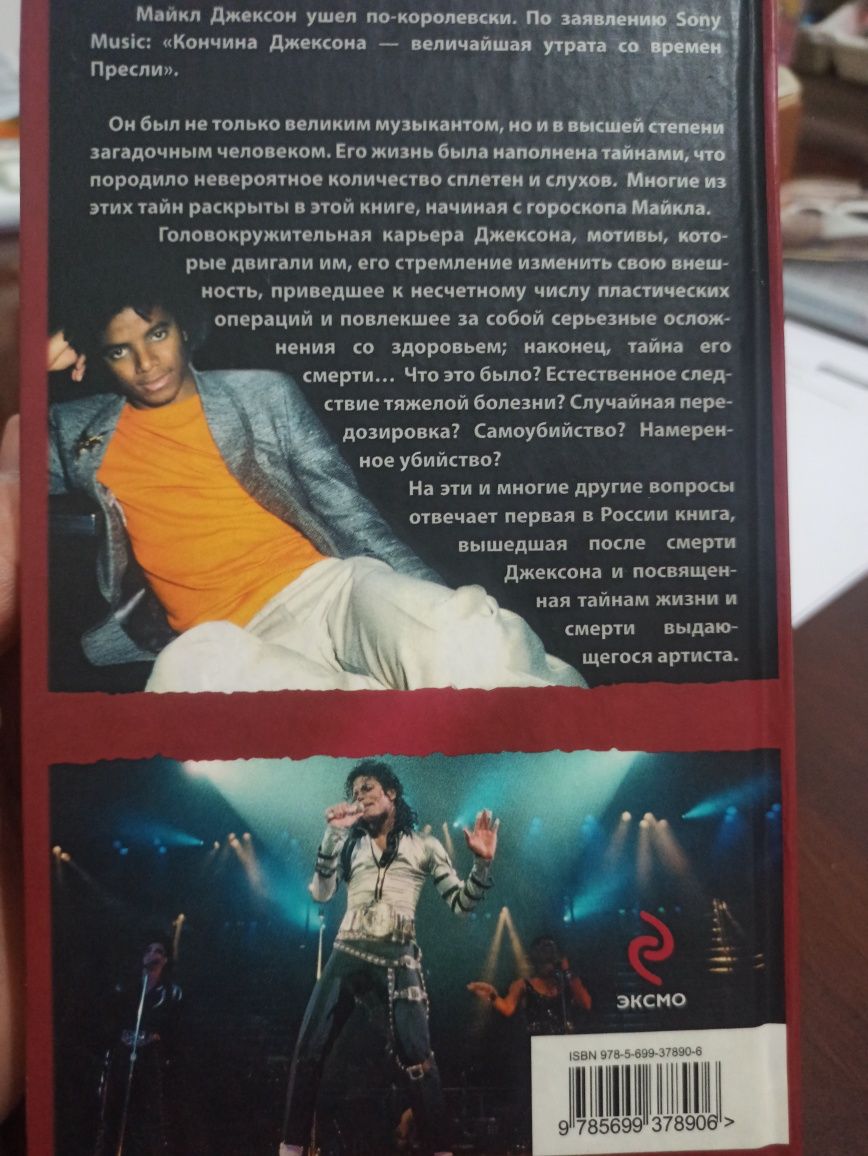 Майкл Джексон ушел по-королевски. По заявлению Sony
Music: «Кончина Джексона — величайшая утрата со времен
Пресли».
Он был не только великим музыкантом, но и в высшей степени
загадочным человеком. Его жизнь была наполнена тайнами, что
породило невероятное количество сплетен и слухов. Многие из
этих тайн раскрыты в этой книге, начиная с гороскопа Майкла.
Головокружительная карьера Джексона, мотивы, кото-
рые двигали им, его стремление изменить свою внеш-
ность, приведшее к несчетному числу пластических
операций и повлекшее за собой серьезные ослож-
нения со здоровьем; наконец, тайна его
смерти... Что это было? Естественное след-
ствие тяжелой болезни? Случайная пере-
дозировка? Самоубийство? Намерен-
ное убийство?
На эти и многие другие вопросы
отвечает первая в России книга,
вышедшая после смерти
Джексона и посвящен-
ная тайнам жизни и
смерти выдаю-
щегося артиста.
ЭКСМО
ISBN 978-5-699-37890-6
9 785699 378906 >